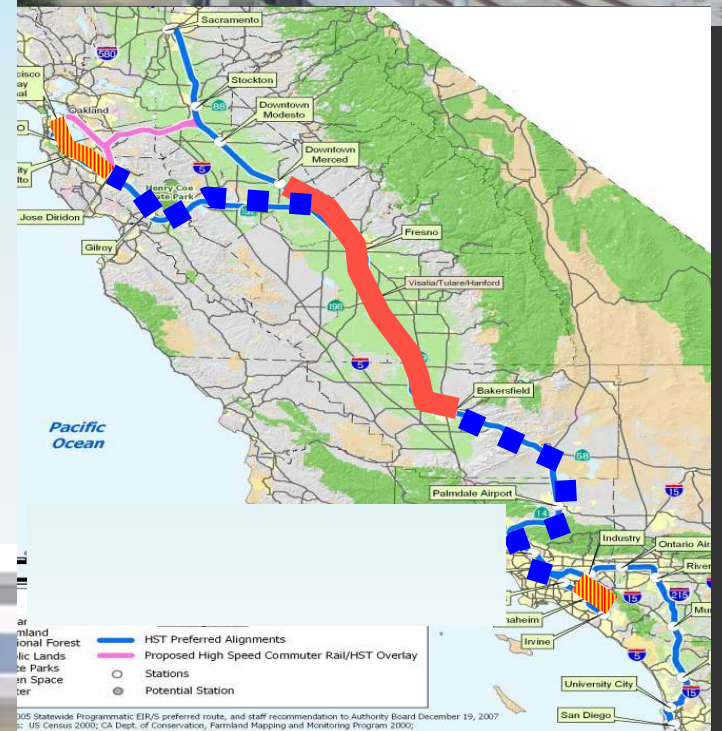 Sacramento
580
Stockton
88
Oakland
Downtown
Modesto
Downtown
Merced
5
Henry Coe
State Park
Jose Diridon
Gilroy
Fresno
Visalia/Tulare/Hanford
198
5
Bakersfield
Pacific
Ocean
58
Palmdale Airport
15
14
Industry
Ontario
15
215
Irvine
5
University City
15
San Diego
HST Preferred Alignments
Proposed High Speed Commuter Rail/HST Overlay
Stations
Potential Station
Statewide Programmatic EIR/S preferred route, and staff recommendation to Authority Board December 19, 2007
US Census 2000; CA Dept. of Conservation, Farmland Mapping and Monitoring Program 2000;